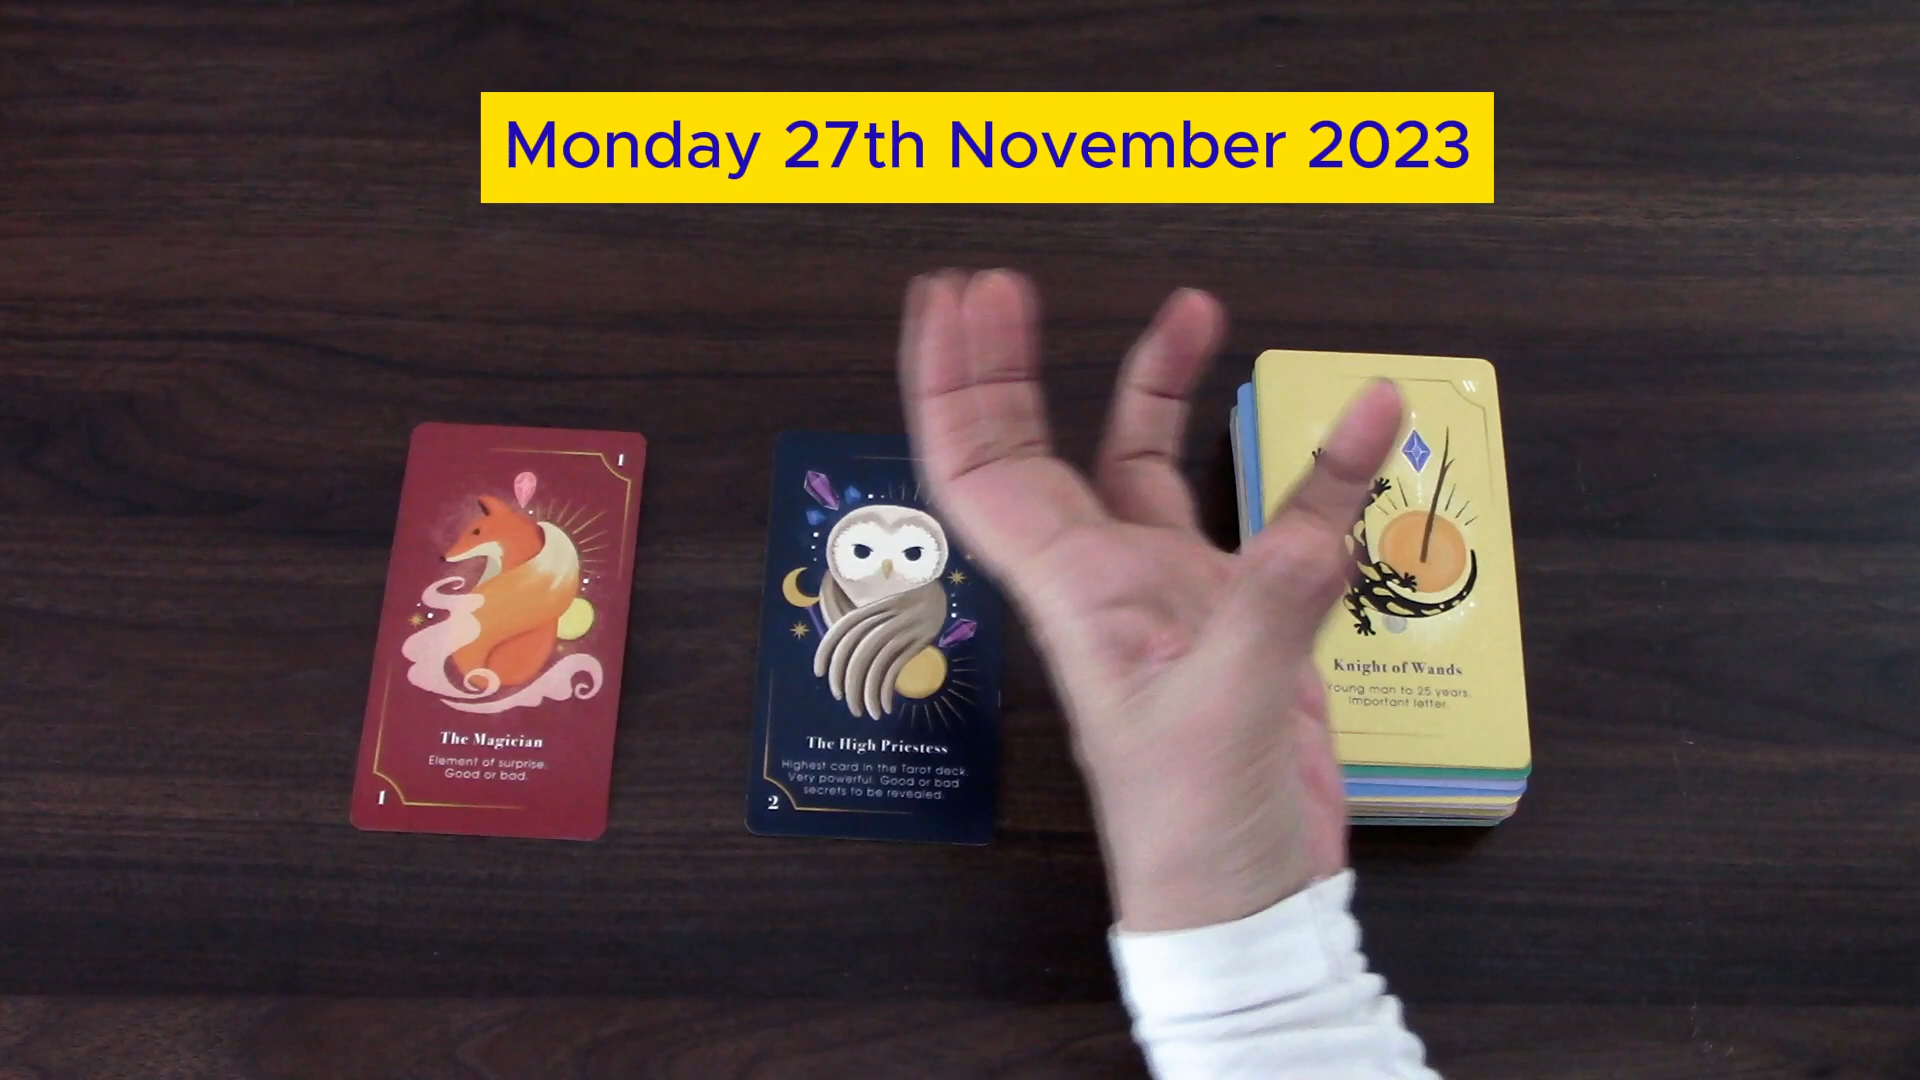 Monday 27th November 2023
1
The Magician
Element of surprise.
Good or bad.
1
The High Priestess
Highest card in the Tarot deck.
Very powerful. Good or bad
secrets to be revealed.
2
W
Knight of Wands
Young man to 25 years.
Important letter.